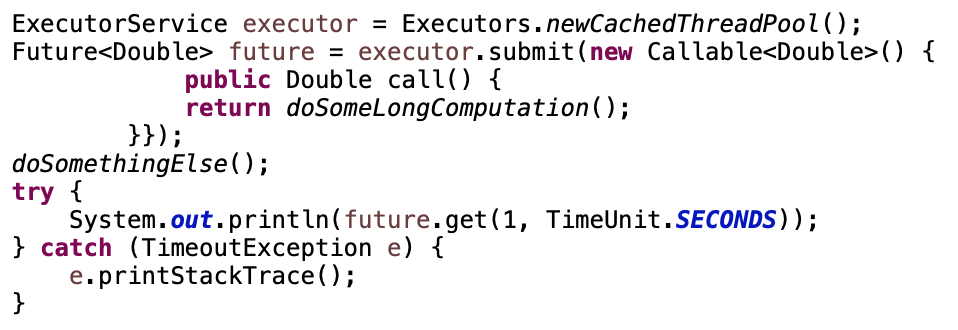 ExecutorService executor = Executors.newCachedThreadPool();
Future<Double> future = executor.submit(new Callable<Double>() {
            public Double call() {
            return doSomeLongComputation();
        }});
doSomethingElse();
try {
    System.out.println(future.get(1, TimeUnit.SECONDS));
} catch (TimeoutException e) {
    e.printStackTrace();
}